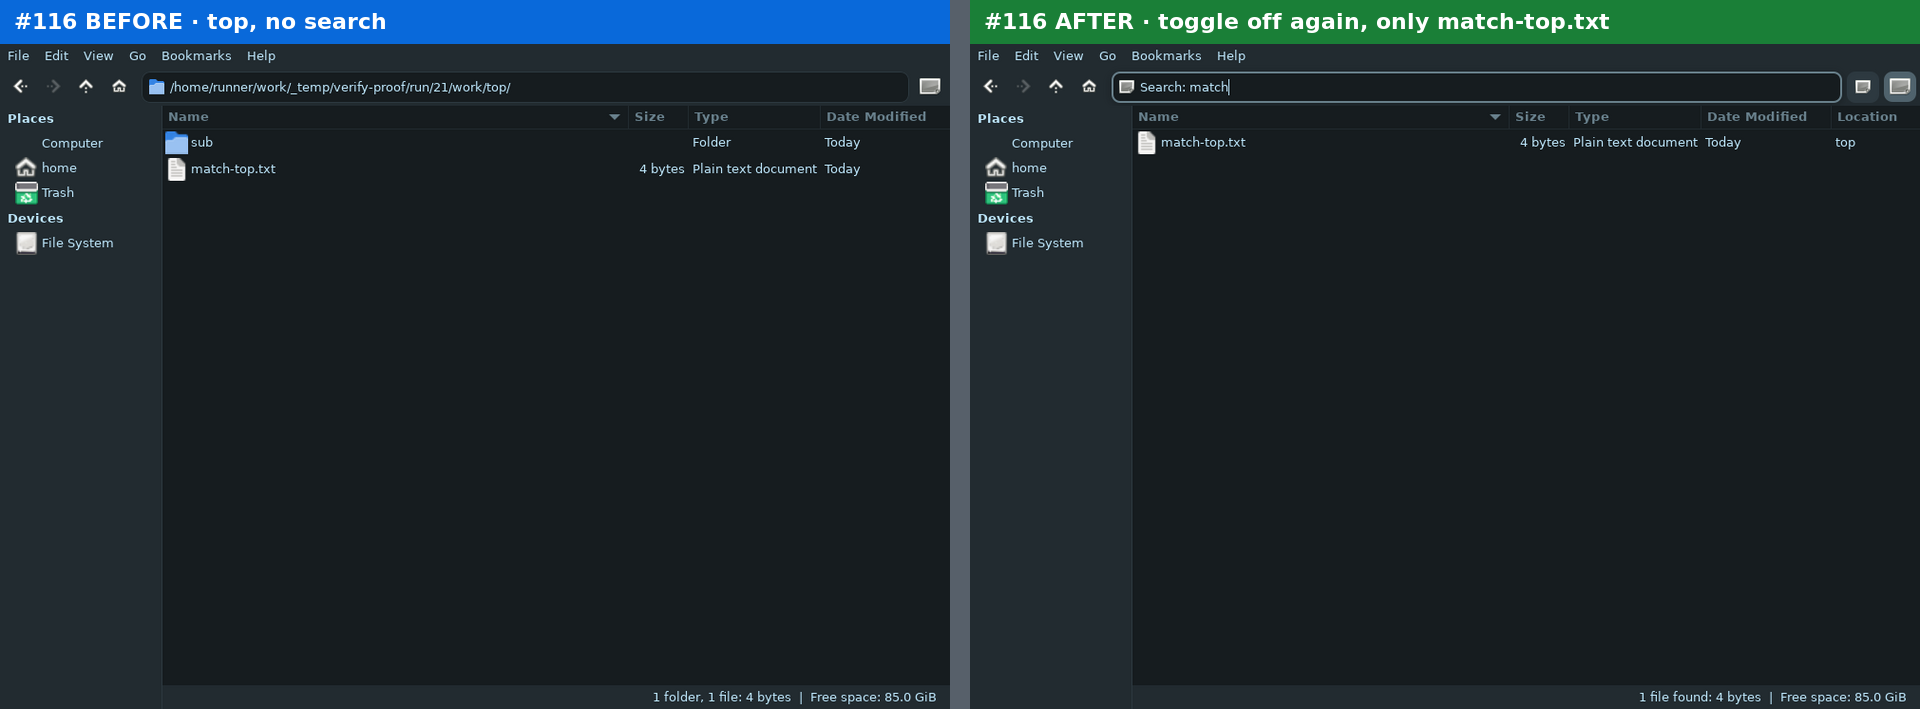 #116 BEFORE · top, no search
File Edit View Go Bookmarks Help
/home/runner/work/_temp/verify-proof/run/21/work/top/
Places
Computer
home
Trash
Devices
File System
Name Size Type Date Modified
sub Folder Today
match-top.txt 4 bytes Plain text document Today
1 folder, 1 file: 4 bytes | Free space: 85.0 GiB
#116 AFTER · toggle off again, only match-top.txt
File Edit View Go Bookmarks Help
Search: match
Places
Computer
home
Trash
Devices
File System
Name Size Type Date Modified Location
match-top.txt 4 bytes Plain text document Today top
1 file found: 4 bytes | Free space: 85.0 GiB